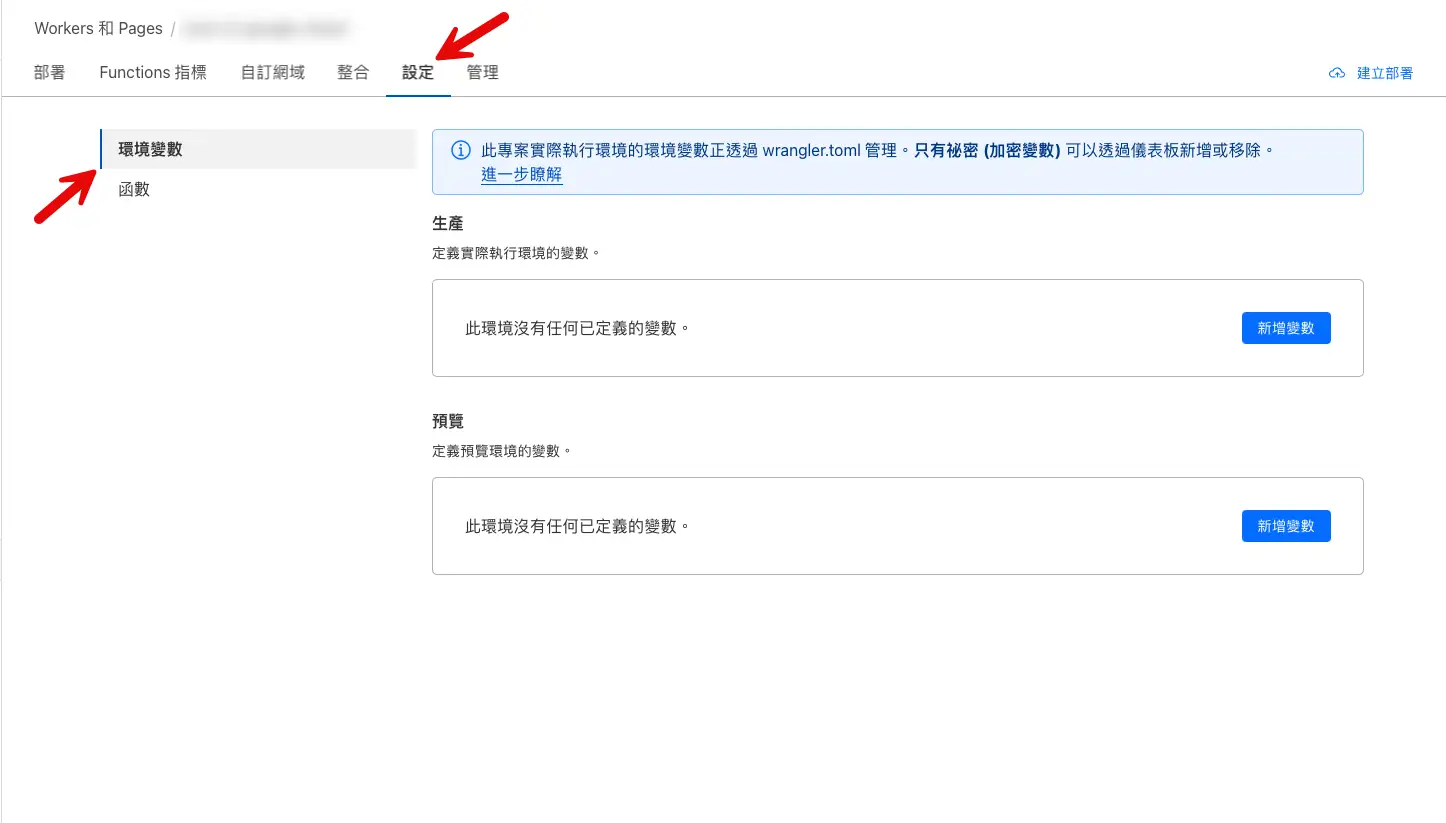 Workers 和 Pages /
部署 Functions 指標 自訂網域 整合 設定 管理 建立部署
環境變數
函數
此專案實際執行環境的環境變數正透過 wrangler.toml 管理。只有祕密 (加密變數) 可以透過儀表板新增或移除。
進一步瞭解
生產
定義實際執行環境的變數。
此環境沒有任何已定義的變數。 新增變數
預覽
定義預覽環境的變數。
此環境沒有任何已定義的變數。 新增變數